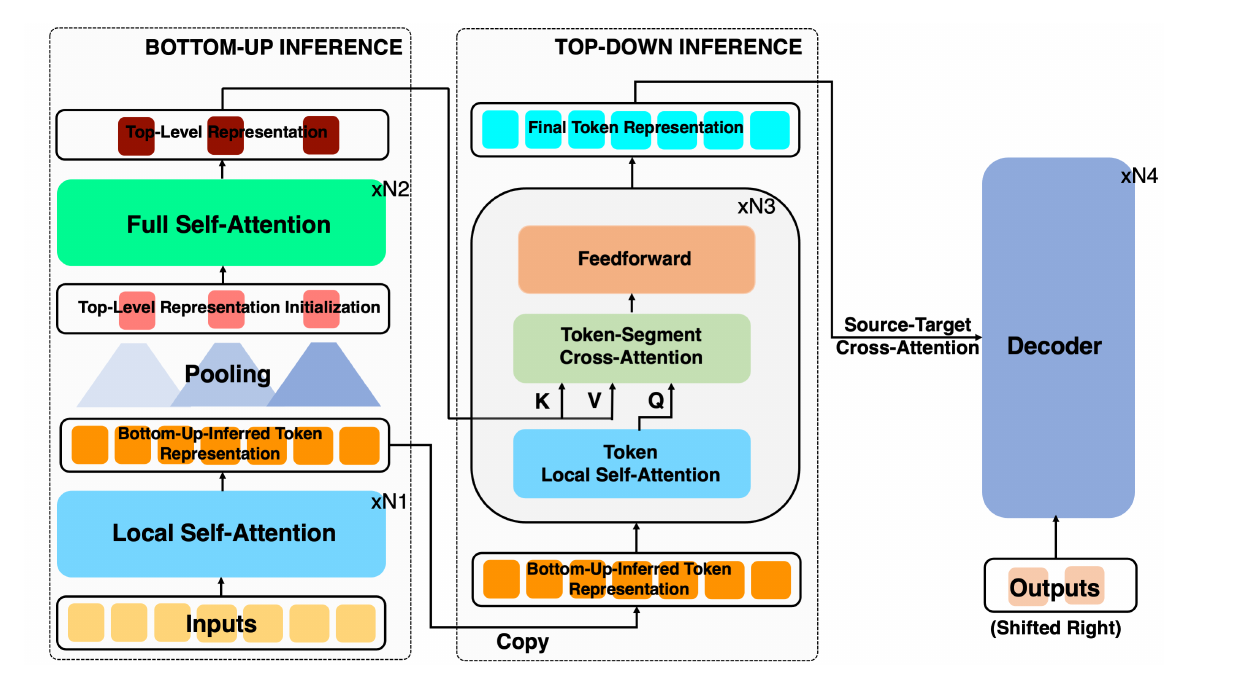 BOTTOM-UP INFERENCE
Top-Level Representation
xN2
Full Self-Attention
Top-Level Representation Initialization
Pooling
Bottom-Up-Inferred Token
Representation
xN1
Local Self-Attention
Inputs
TOP-DOWN INFERENCE
Final Token Representation
xN3
Feedforward
Token-Segment
Cross-Attention
K
V
Q
Token
Local Self-Attention
Bottom-Up-Inferred Token
Representation
Copy
Source-Target
Cross-Attention
xN4
Decoder
Outputs
(Shifted Right)